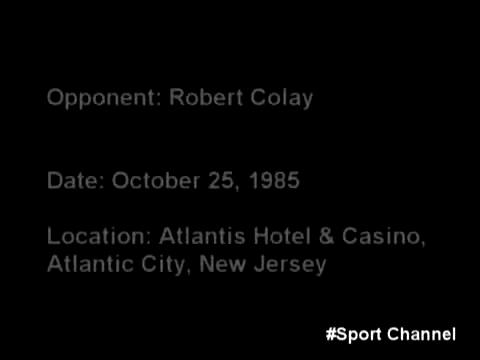 Opponent: Robert Colay
Date: October 25, 1985
Location: Atlantis Hotel & Casino,
Atlantic City, New Jersey
#Sport Channel